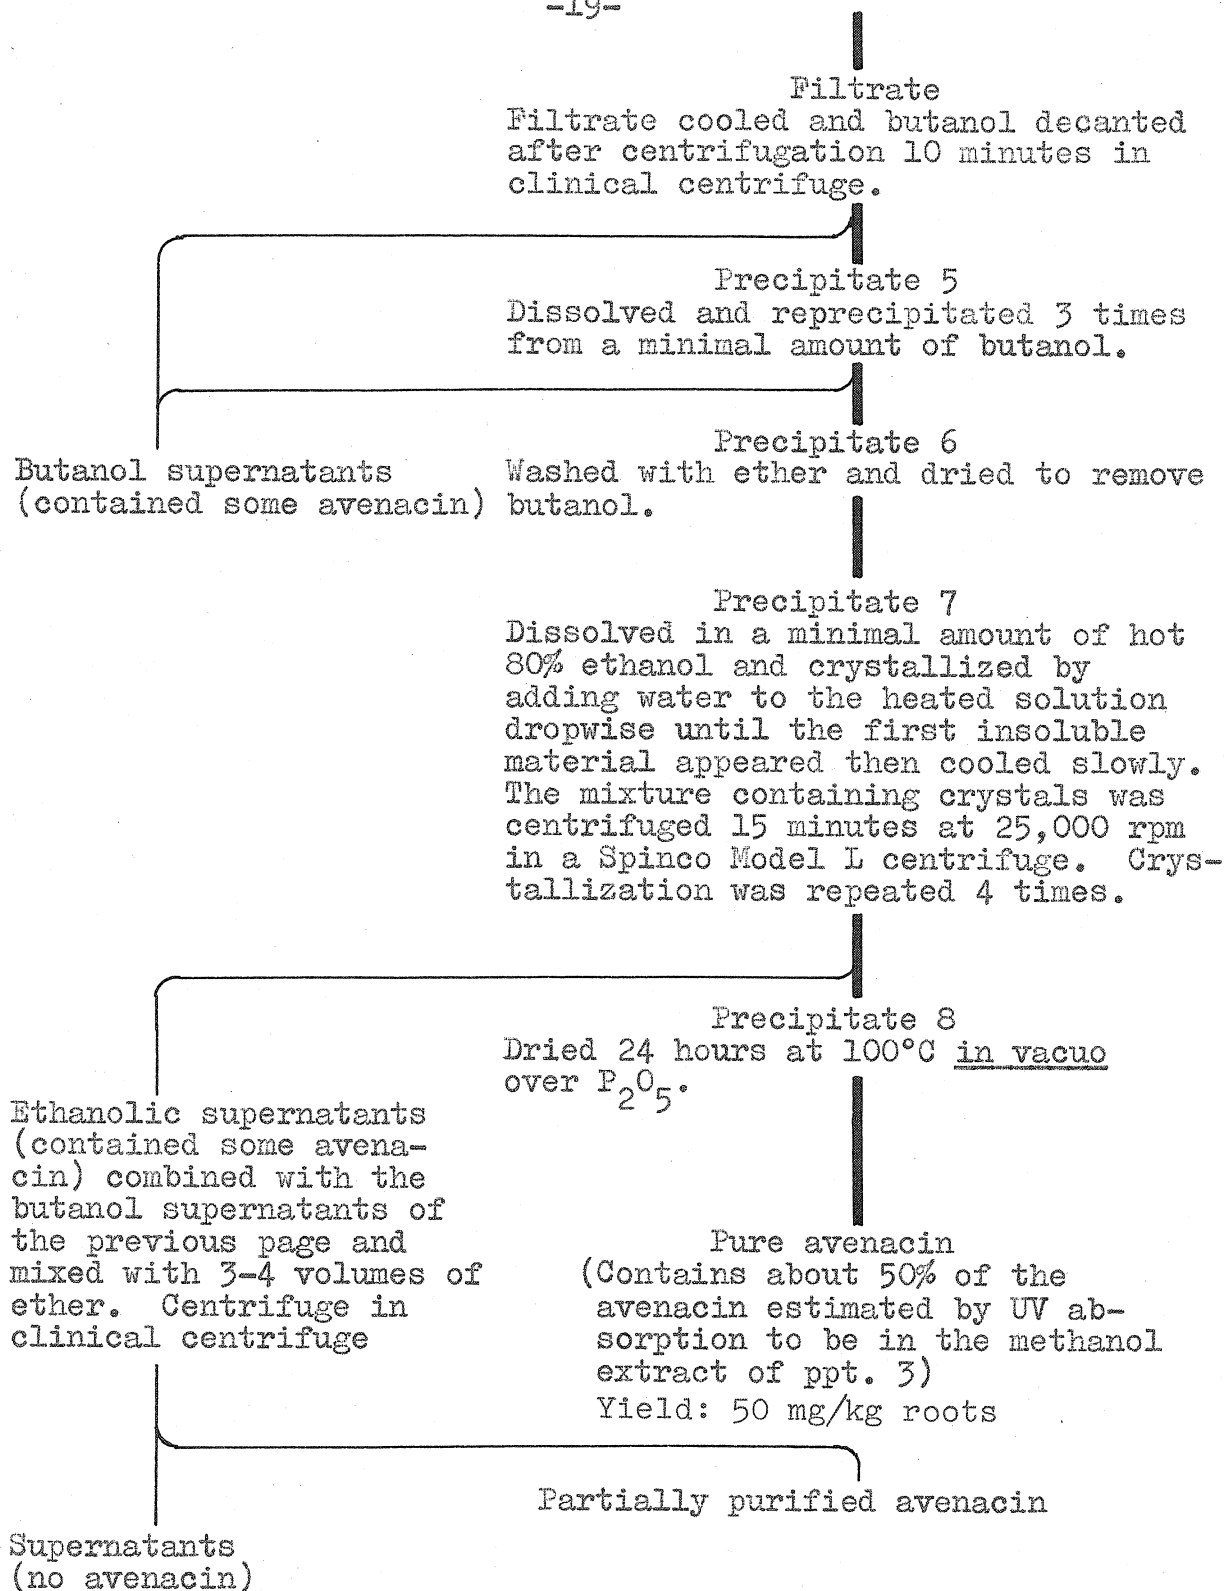 -19-
Filtrate
Filtrate cooled and butanol decanted
after centrifugation 10 minutes in
clinical centrifuge.
Precipitate 5
Dissolved and reprecipitated 3 times
from a minimal amount of butanol.
Precipitate 6
Washed with ether and dried to remove
butanol.
Butanol supernatants
(contained some avenacin)
Precipitate 7
Dissolved in a minimal amount of hot
80% ethanol and crystallized by
adding water to the heated solution
dropwise until the first insoluble
material appeared then cooled slowly.
The mixture containing crystals was
centrifuged 15 minutes at 25,000 rpm
in a Spinco Model L centrifuge. Crys-
tallization was repeated 4 times.
Precipitate 8
Dried 24 hours at 100°C in vacuo
over P2O5.
Ethanolic supernatants
(contained some avena-
cin) combined with the
butanol supernatants of
the previous page and
mixed with 3-4 volumes of
ether. Centrifuge in
clinical centrifuge
Pure avenacin
(Contains about 50% of the
avenacin estimated by UV ab-
sorption to be in the methanol
extract of ppt. 3)
Yield: 50 mg/kg roots
Partially purified avenacin
Supernatants
(no avenacin)